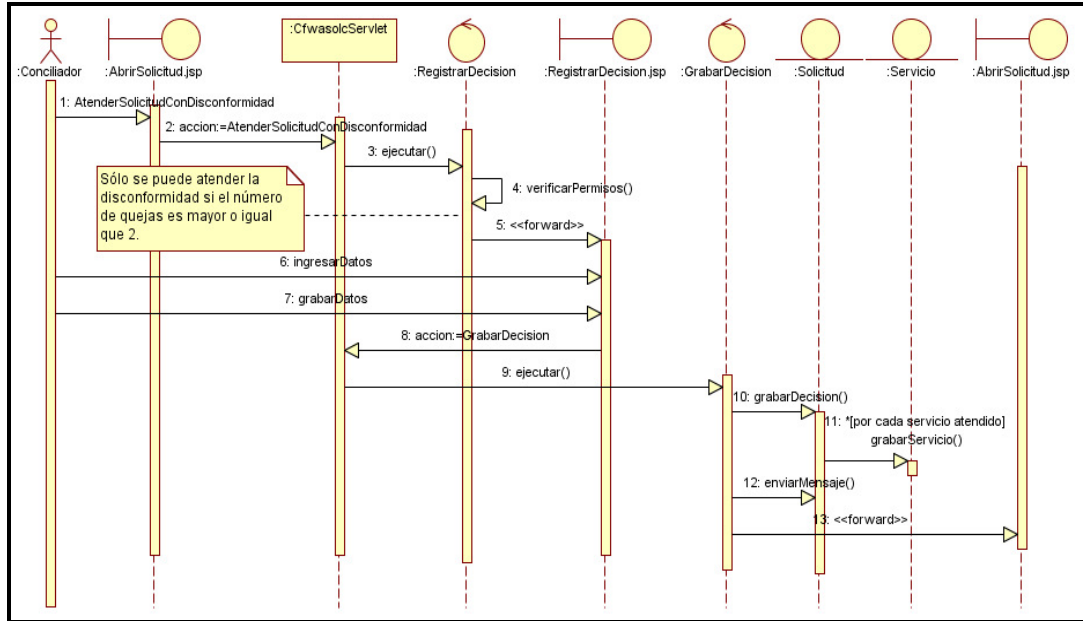 :Conciliador
:AbrirSolicitud.jsp
:CfwasolcServlet
:RegistrarDecision
:RegistrarDecision.jsp
:GrabarDecision
:Solicitud
:Servicio
:AbrirSolicitud.jsp
1: AtenderSolicitudConDisconformidad
2: accion:=AtenderSolicitudConDisconformidad
3: ejecutar()
Sólo se puede atender la
disconformidad si el número
de quejas es mayor o igual
que 2.
4: verificarPermisos()
5: <<forward>>
6: ingresarDatos
7: grabarDatos
8: accion:=GrabarDecision
9: ejecutar()
10: grabarDecision()
11: *[por cada servicio atendido]
grabarServicio()
12: enviarMensaje()
13: <<forward>>